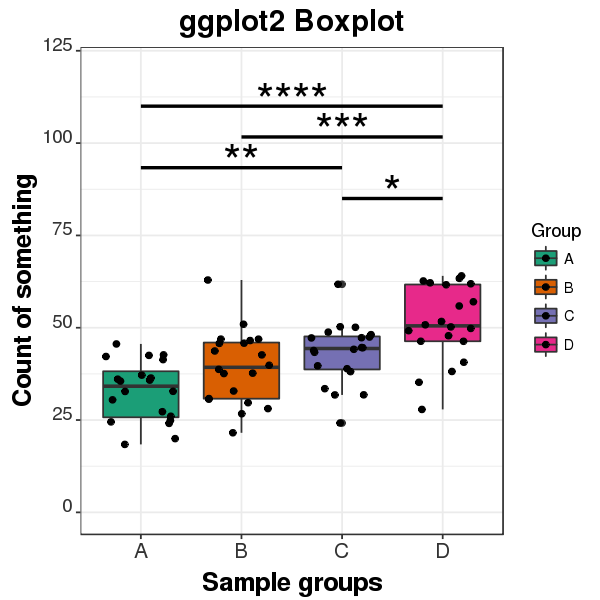 ggplot2 Boxplot
Count of something
125
100
75
50
25
0
****
***
**
*
A B C D
Sample groups
Group
A
B
C
D